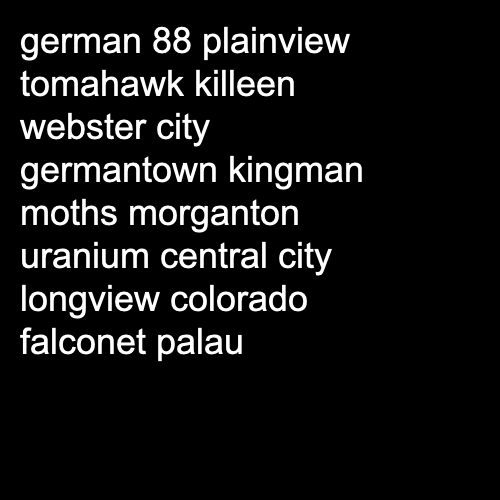 german 88 plainview
tomahawk killeen
webster city
germantown kingman
moths morganton
uranium central city
longview colorado
falconet palau